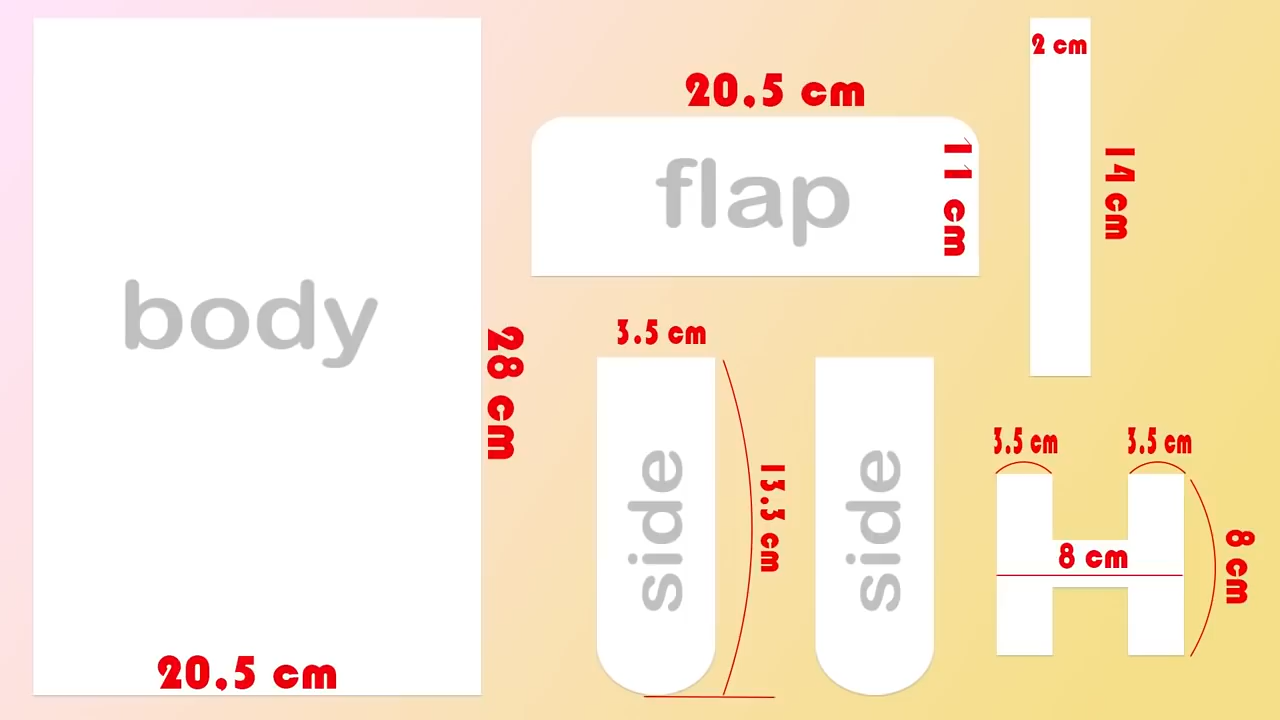 body
28 cm
20.5 cm
20.5 cm
flap
11 cm
2 cm
14 cm
3.5 cm
side
13.5 cm
side
3.5 cm
3.5 cm
8 cm
8 cm